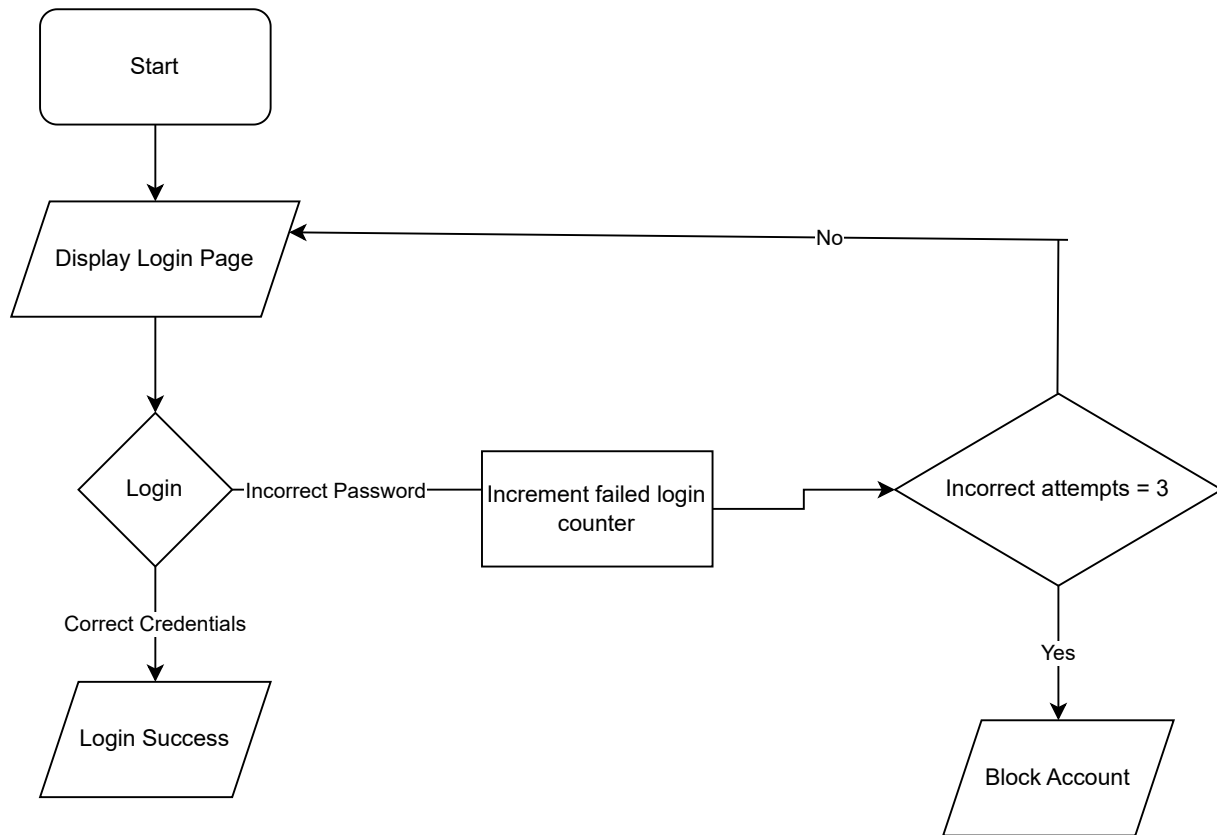 Start
Display Login Page
No
Login
Incorrect Password
Increment failed login
counter
Incorrect attempts = 3
Correct Credentials
Yes
Login Success
Block Account